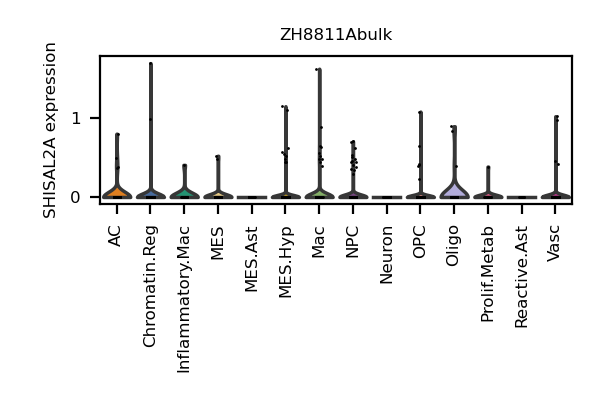 ZH8811Abulk
SHISAL2A expression
1
0
AC
Chromatin.Reg
Inflammatory.Mac
MES
MES.Ast
MES.Hyp
Mac
NPC
Neuron
OPC
Oligo
Prolif.Metab
Reactive.Ast
Vasc